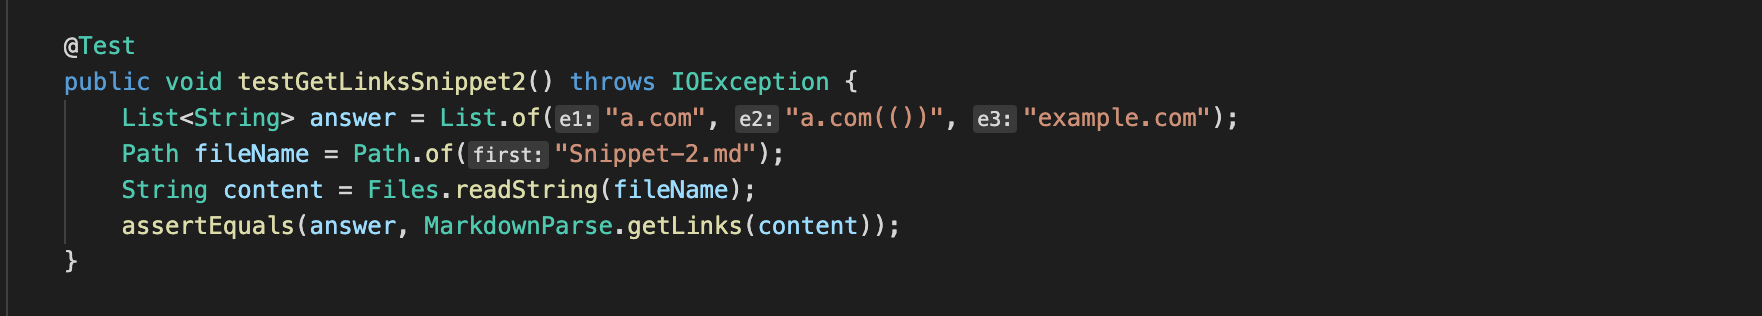 @Test
public void testGetLinksSnippet2() throws IOException {
List<String> answer = List.of(e1: "a.com", e2: "a.com(())", e3: "example.com");
Path fileName = Path.of(first: "Snippet-2.md");
String content = Files.readString(fileName);
assertEquals(answer, MarkdownParse.getLinks(content));
}